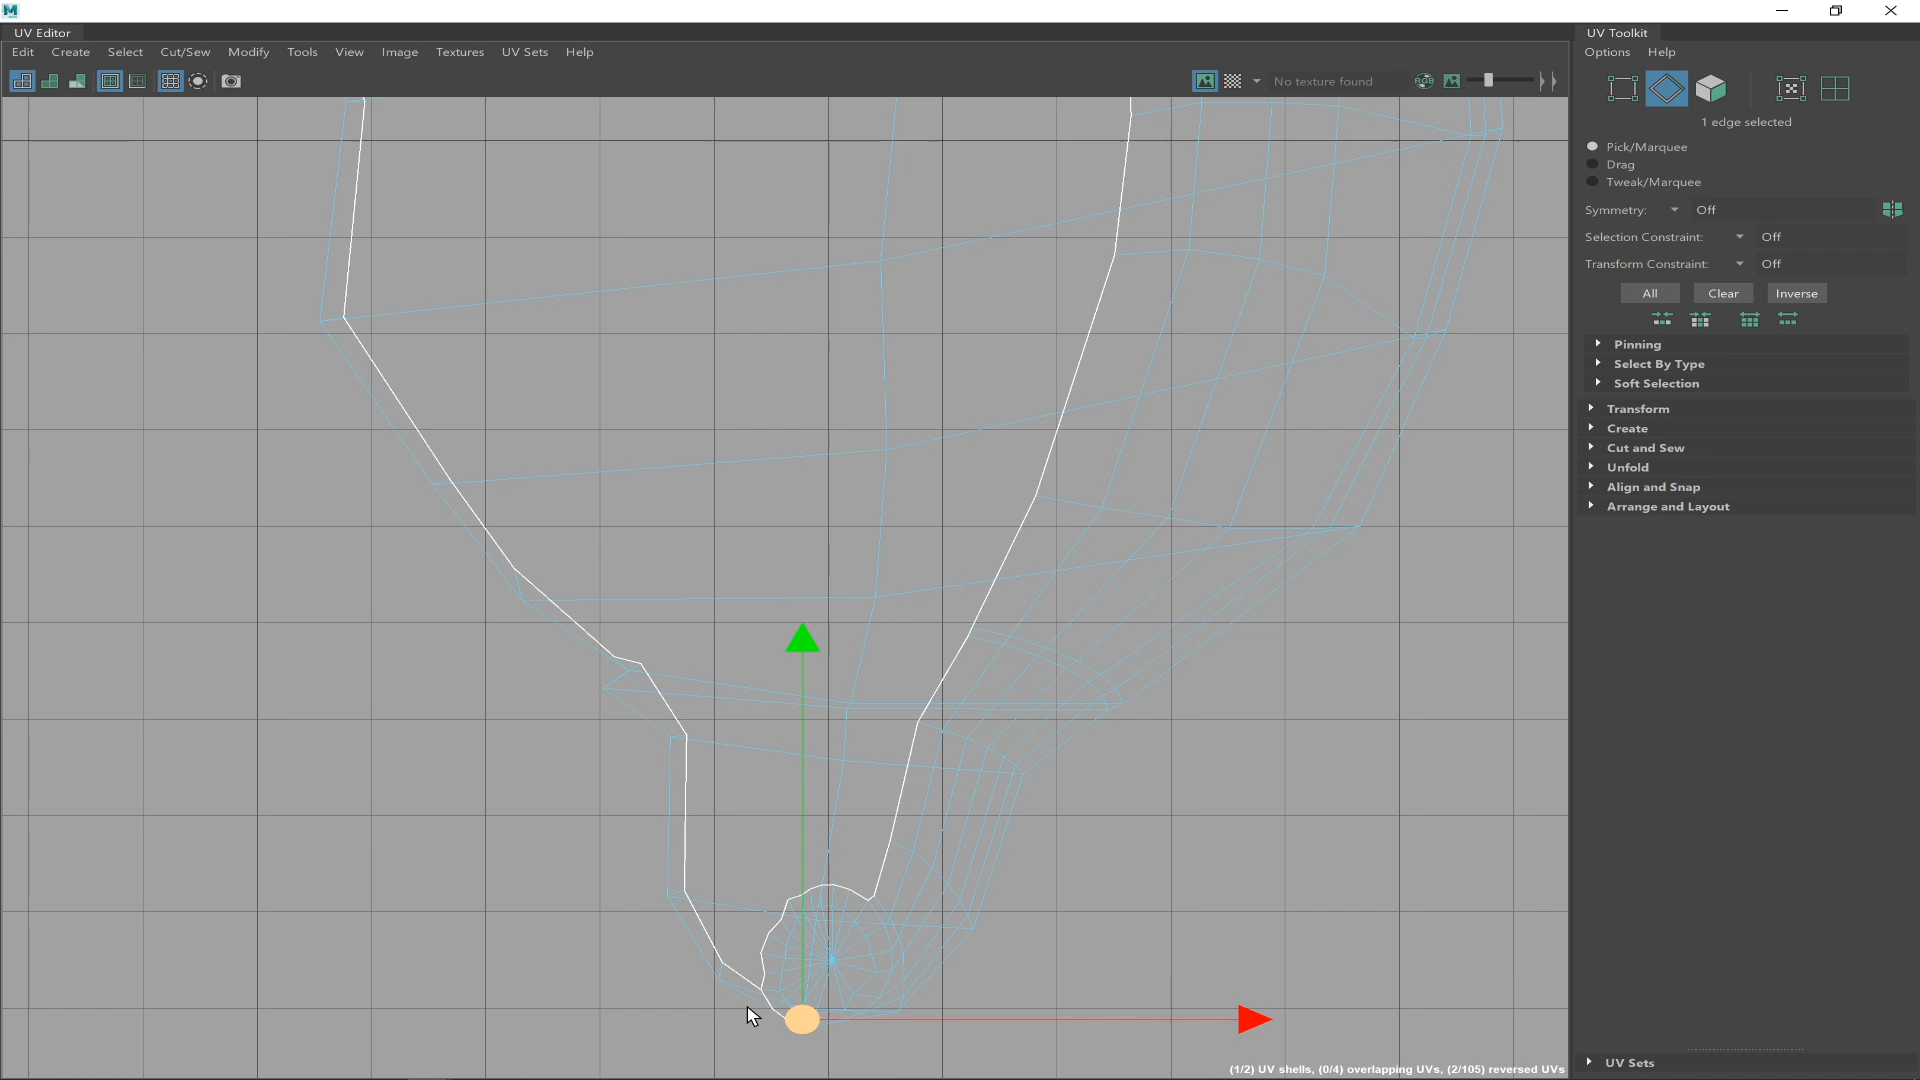 UV Editor
UV Toolkit
Edit Create Select Cut/Sew Modify Tools View Image Textures UV Sets Help
Options Help
No texture found
RGB
1 edge selected
Pick/Marquee
Drag
Tweak/Marquee
Symmetry: Off
Selection Constraint: Off
Transform Constraint: Off
All Clear Inverse
Pinning
Select By Type
Soft Selection
Transform
Create
Cut and Sew
Unfold
Align and Snap
Arrange and Layout
UV Sets
(1/2) UV shells, (0/4) overlapping UVs, (2/105) reversed UVs